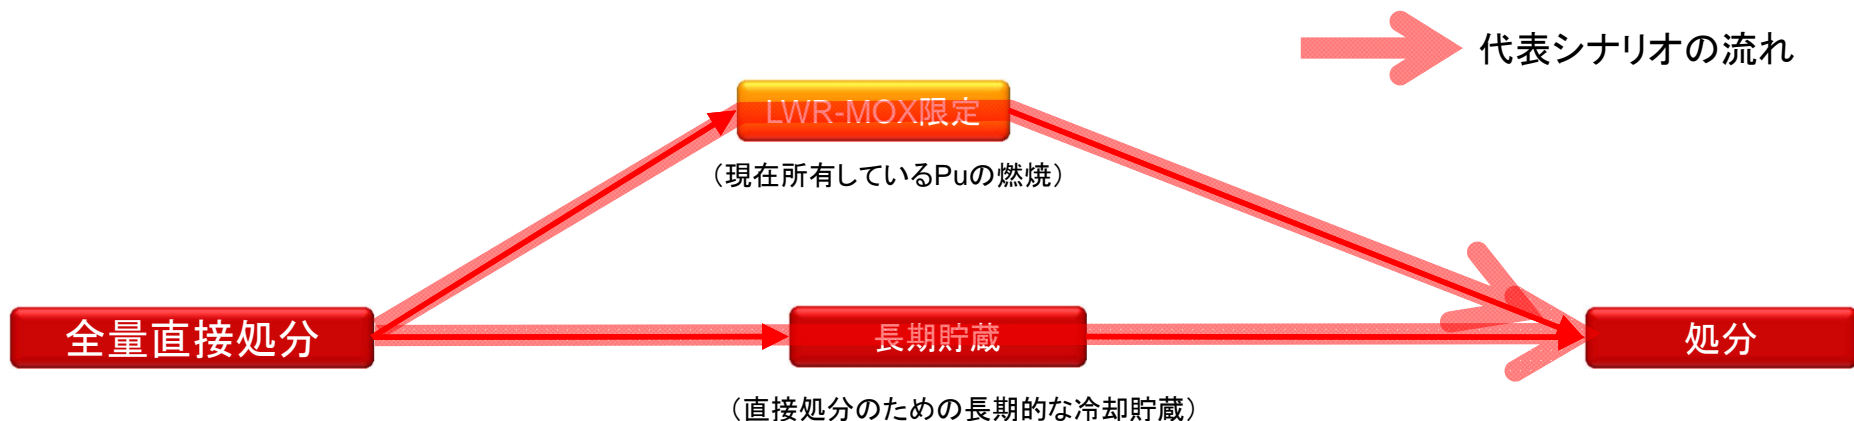 代表シナリオの流れ
LWR-MOX限定
（現在所有しているPuの燃焼）
全量直接処分
長期貯蔵
処分
（直接処分のための長期的な冷却貯蔵）